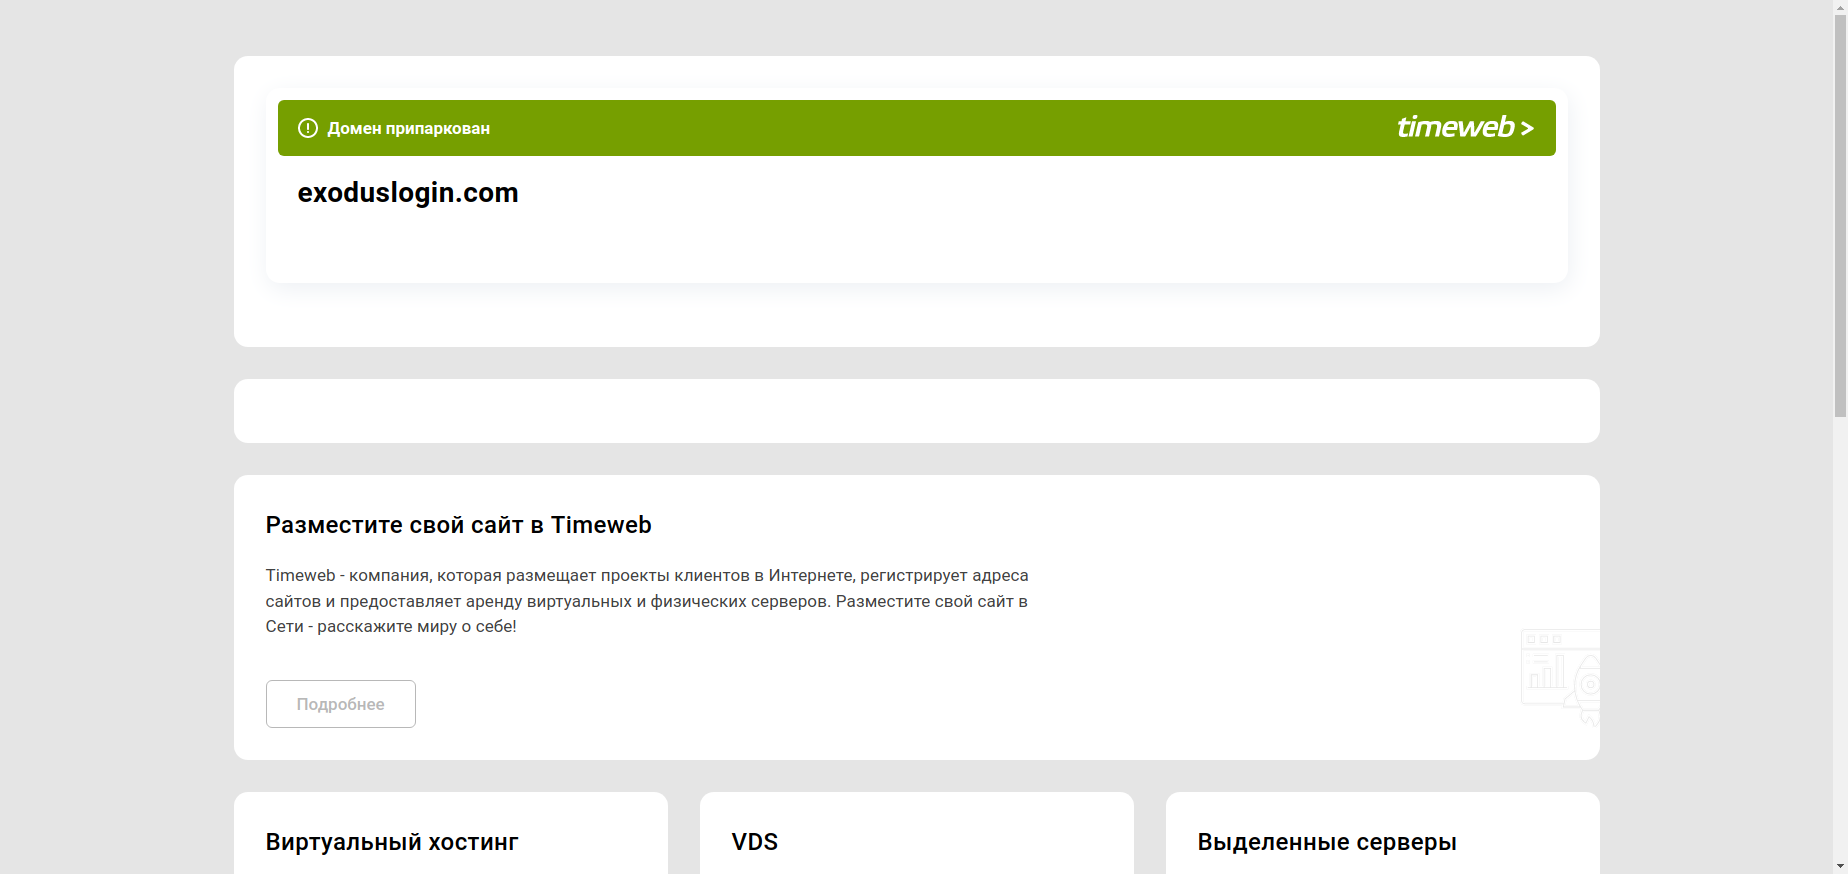 Домен припаркован
timeweb >
exoduslogin.com
Разместите свой сайт в Timeweb
Timeweb - компания, которая размещает проекты клиентов в Интернете, регистрирует адреса
сайтов и предоставляет аренду виртуальных и физических серверов. Разместите свой сайт в
Сети - расскажите миру о себе!
Подробнее
Виртуальный хостинг
VDS
Выделенные серверы